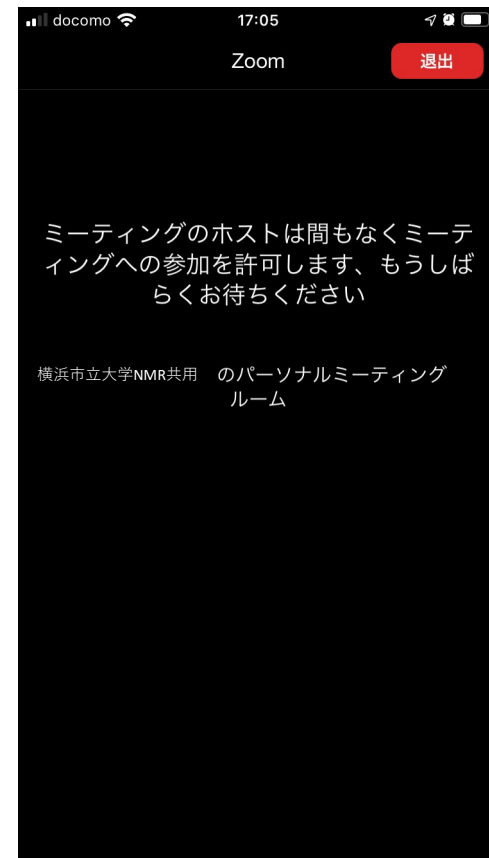 docomo 17:05
Zoom 退出
ミーティングのホストは間もなくミーテ
ィングへの参加を許可します、もうしば
らくお待ちください
横浜市立大学NMR共用 のパーソナルミーティング
ルーム